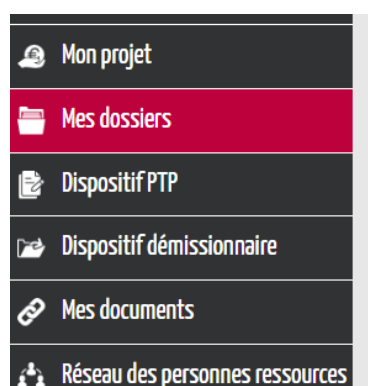 Mon projet
Mes dossiers
Dispositif PTP
Dispositif démissionnaire
Mes documents
Réseau des personnes ressources